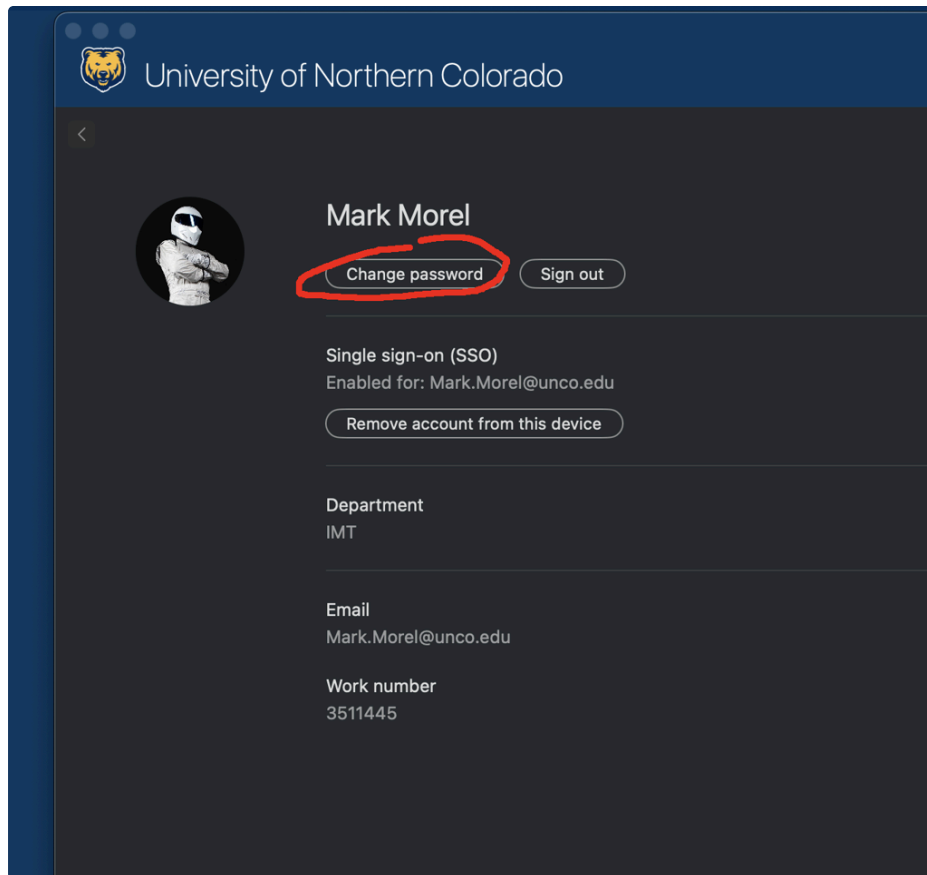 University of Northern Colorado
Mark Morel
Change password Sign out
Single sign-on (SSO)
Enabled for: Mark.Morel@unco.edu
Remove account from this device
Department
IMT
Email
Mark.Morel@unco.edu
Work number
3511445